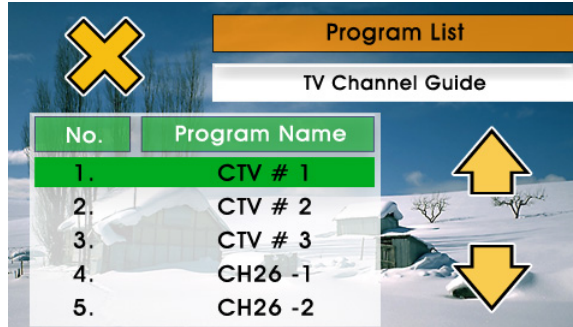 Program List
TV Channel Guide
No. Program Name
1. CTV # 1
2. CTV # 2
3. CTV # 3
4. CH26 -1
5. CH26 -2